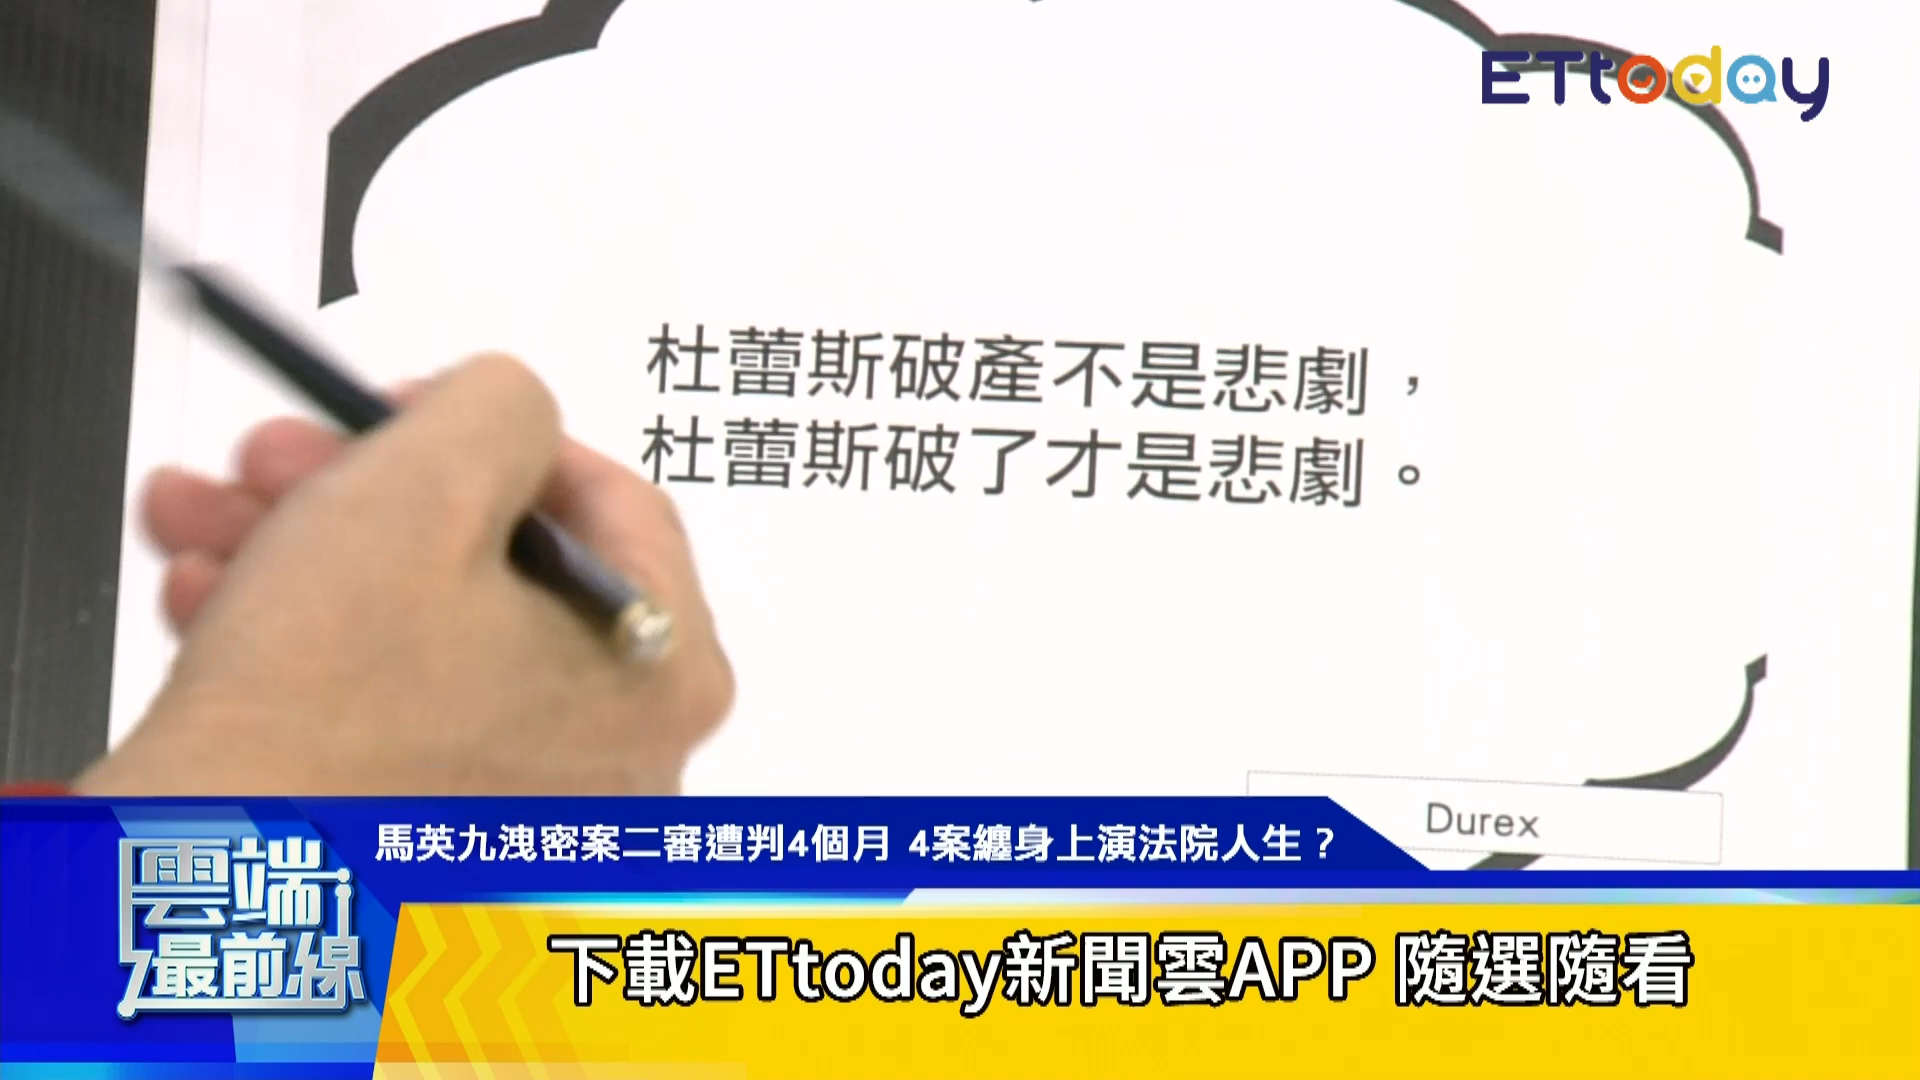 ETtoday
杜蕾斯破產不是悲劇，
杜蕾斯破了才是悲劇。
Durex
馬英九洩密案二審遭判4個月 4案纏身上演法院人生？
雲端
最前線
下載ETtoday新聞雲APP 隨選隨看